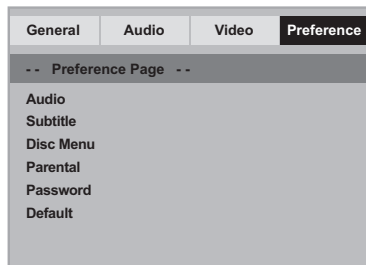 General Audio Video Preference
- - Preference Page - -
Audio
Subtitle
Disc Menu
Parental
Password
Default